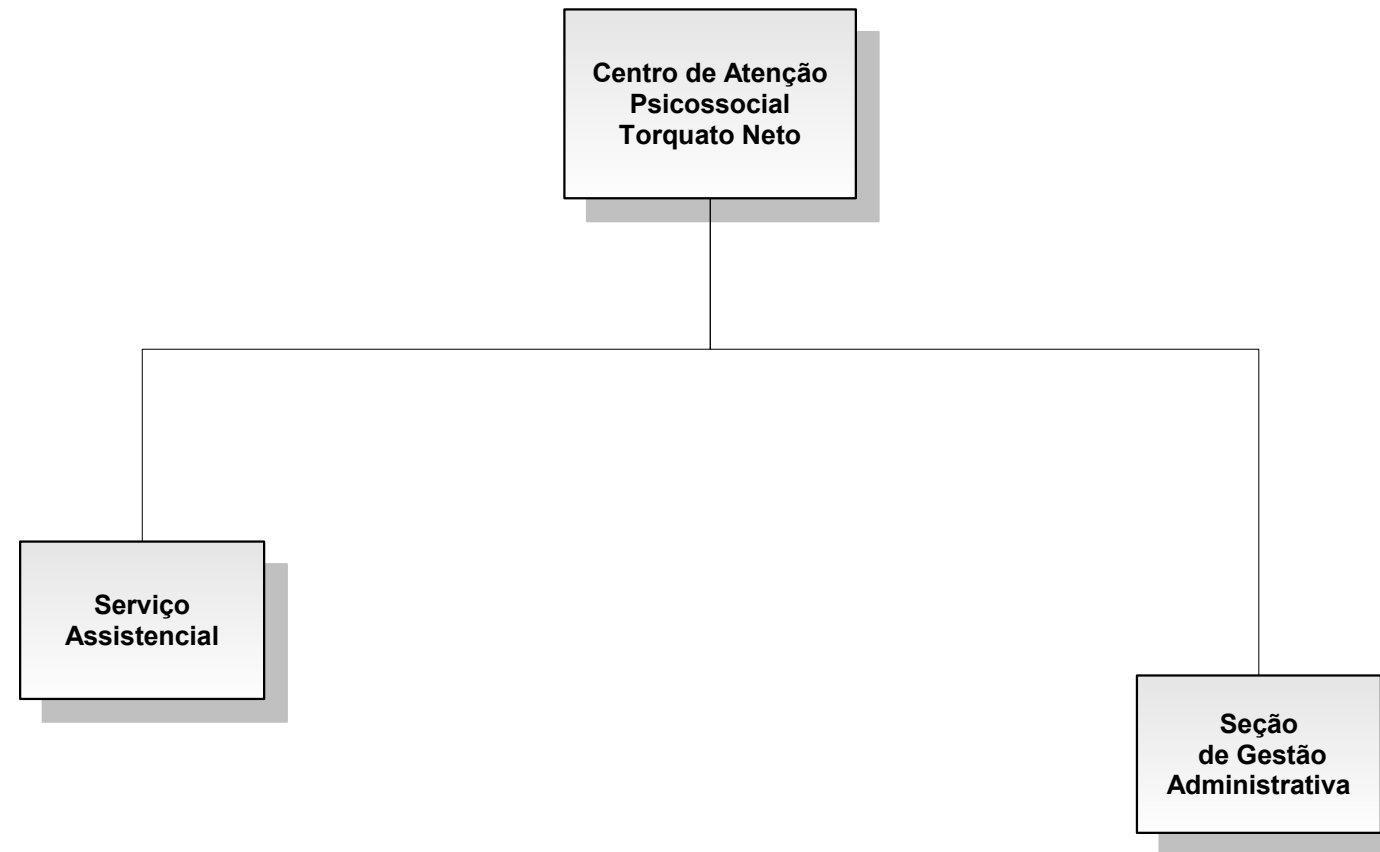 Centro de Atenção
Psicossocial
Torquato Neto
Serviço
Assistencial
Seção
de Gestão
Administrativa